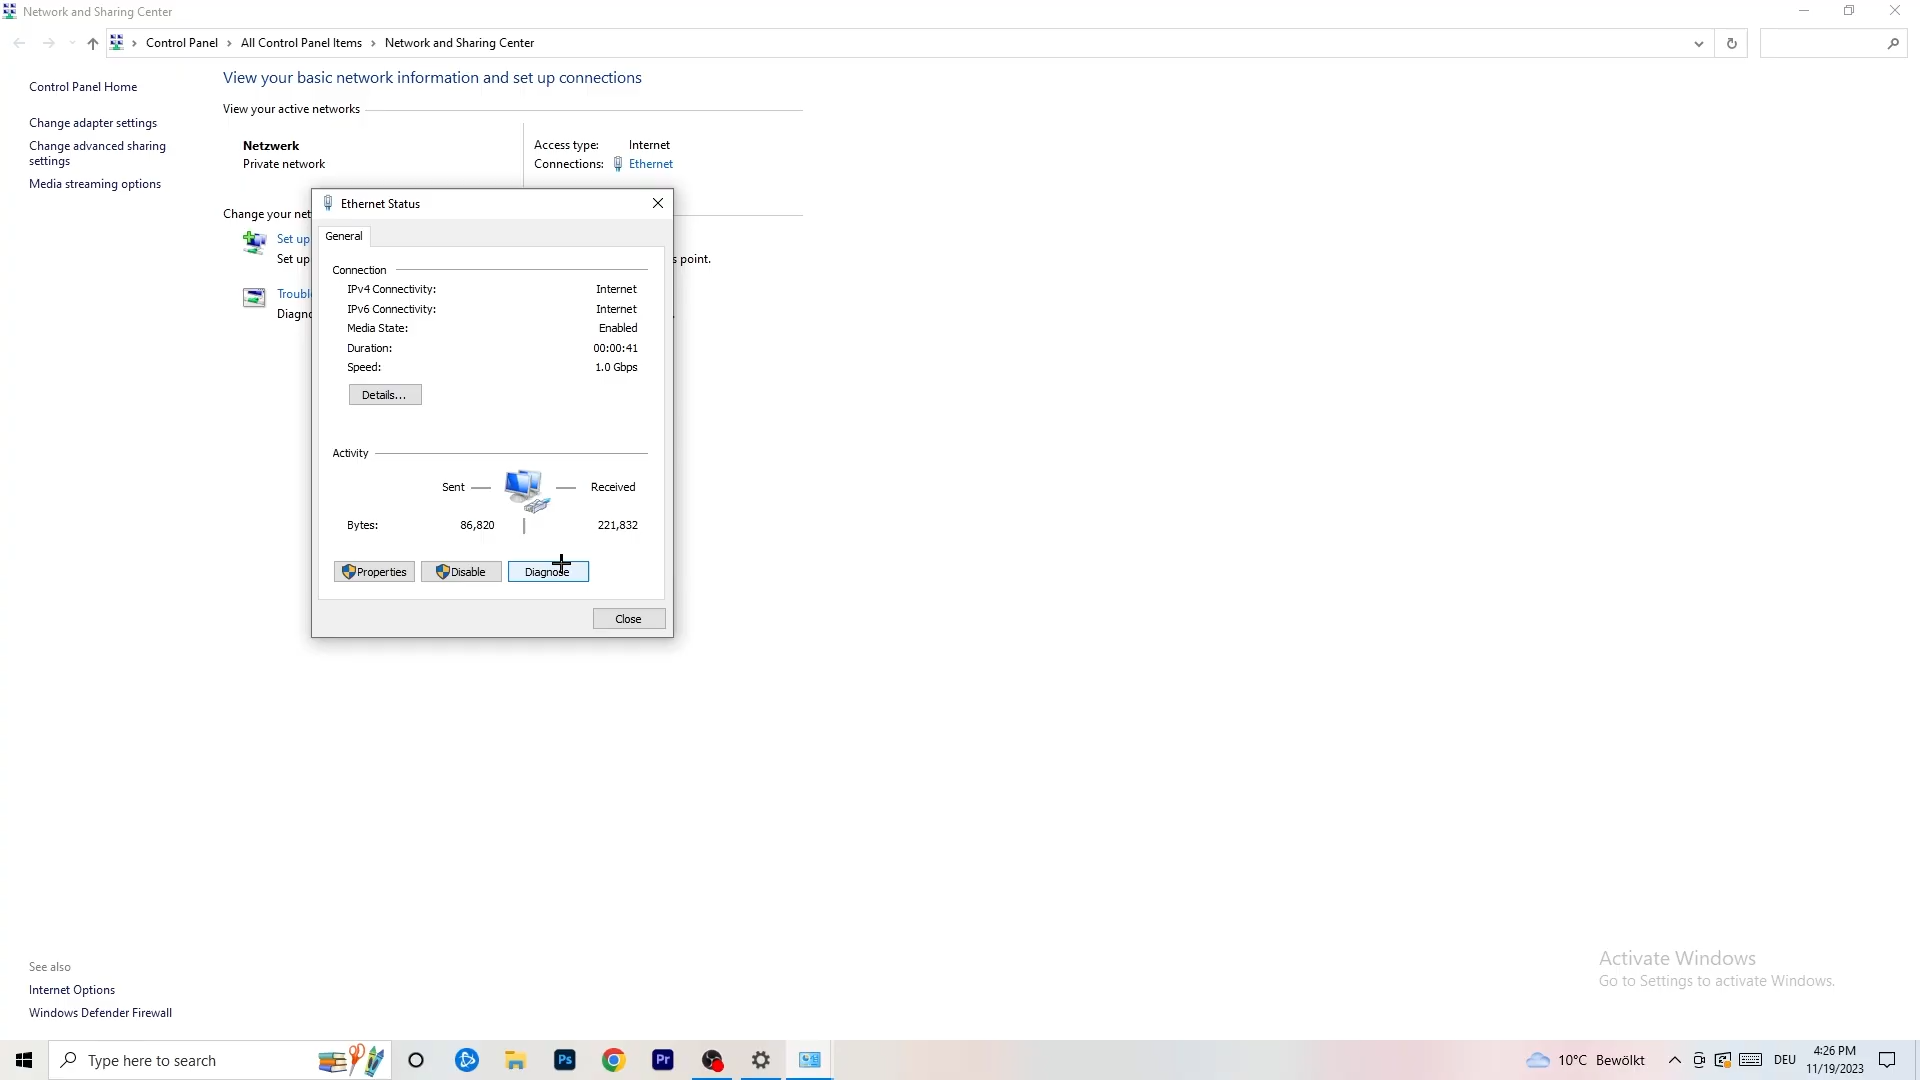 Network and Sharing Center
Control Panel > All Control Panel Items > Network and Sharing Center
Control Panel Home
Change adapter settings
Change advanced sharing
settings
Media streaming options
View your basic network information and set up connections
View your active networks
Netzwerk
Private network
Access type: Internet
Connections: Ethernet
Change your net
Set up
Set up
s point.
Troubl
Diagno
Ethernet Status
General
Connection
IPv4 Connectivity: Internet
IPv6 Connectivity: Internet
Media State: Enabled
Duration: 00:00:41
Speed: 1.0 Gbps
Details...
Activity
Sent Received
Bytes: 86,820 221,832
Properties Disable Diagnose
Close
See also
Internet Options
Windows Defender Firewall
Activate Windows
Go to Settings to activate Windows.
Type here to search
Ps
Pr
10°C Bewölkt
DEU
4:26 PM
11/19/2023